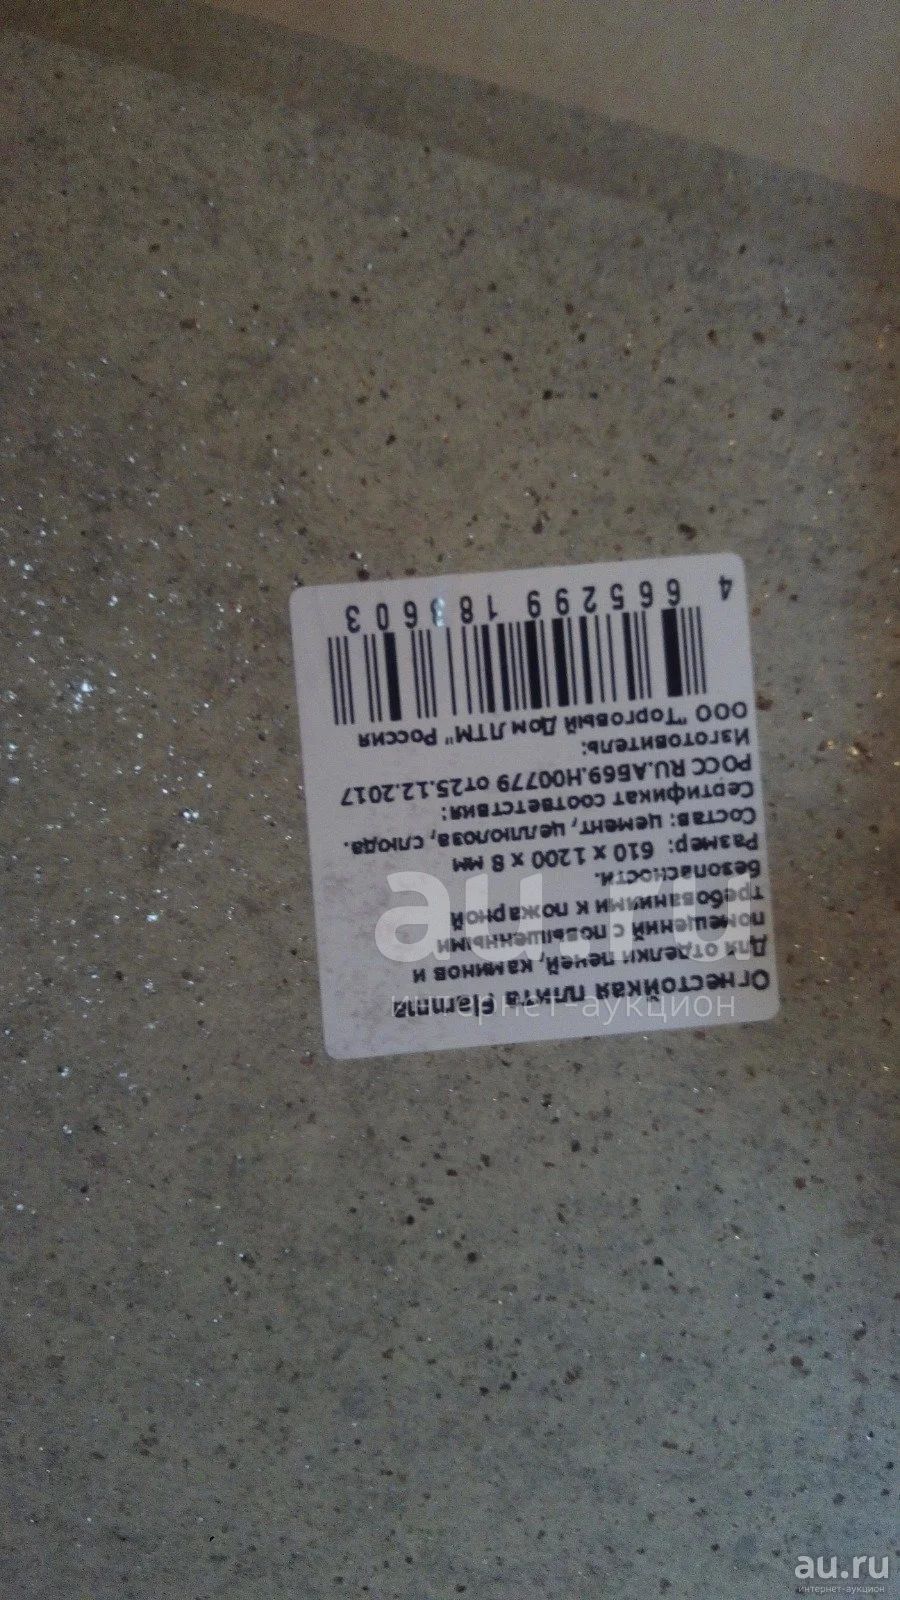 Огнестойкая плита Flamma
Для отделки печей, каминов и
помещений с повышенными
требованиями к пожарной
безопасности.
Размер: 610 x 1200 x 8 мм
Состав: цемент, целлюлоза, слюда.
Сертификат соответствия:
РОСС RU.АБ69.Н00779 от25.12.2017
Изготовитель:
ООО "Торговый Дом ЛТМ" Россия
4 665299 183603
au.ru
интернет-аукцион
au.ru
интернет-аукцион